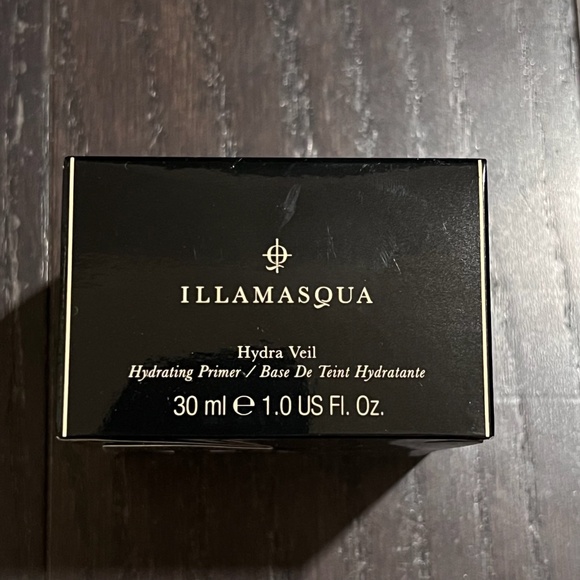 ILLAMASQUA
Hydra Veil
Hydrating Primer / Base De Teint Hydratante
30 ml ℮ 1.0 US Fl. Oz.